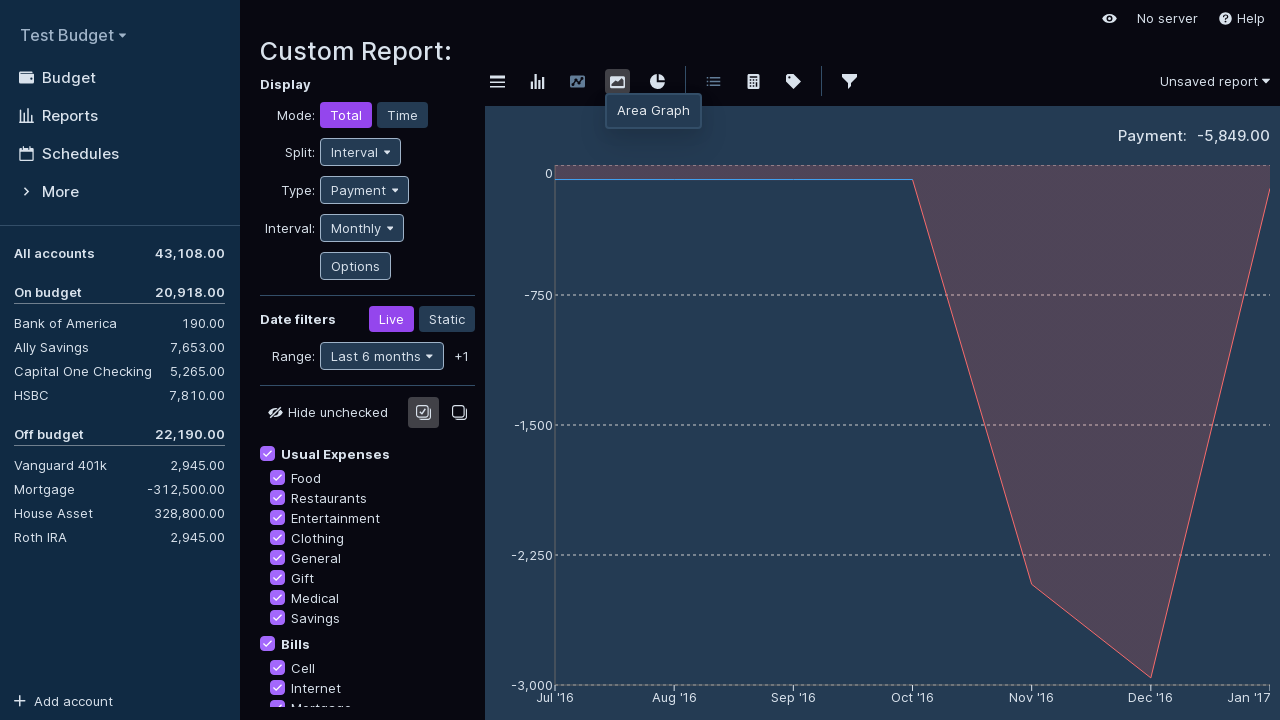 Test Budget
Budget
Reports
Schedules
More
All accounts 43,108.00
On budget 20,918.00
Bank of America 190.00
Ally Savings 7,653.00
Capital One Checking 5,265.00
HSBC 7,810.00
Off budget 22,190.00
Vanguard 401k 2,945.00
Mortgage -312,500.00
House Asset 328,800.00
Roth IRA 2,945.00
Add account
No server Help
Custom Report:
Display
Mode: Total Time
Split: Interval
Type: Payment
Interval: Monthly
Options
Date filters Live Static
Range: Last 6 months +1
Hide unchecked
Usual Expenses
Food
Restaurants
Entertainment
Clothing
General
Gift
Medical
Savings
Bills
Cell
Internet
Mortgage
Unsaved report
Area Graph
Payment: -5,849.00
0
-750
-1,500
-2,250
-3,000
Jul '16 Aug '16 Sep '16 Oct '16 Nov '16 Dec '16 Jan '17